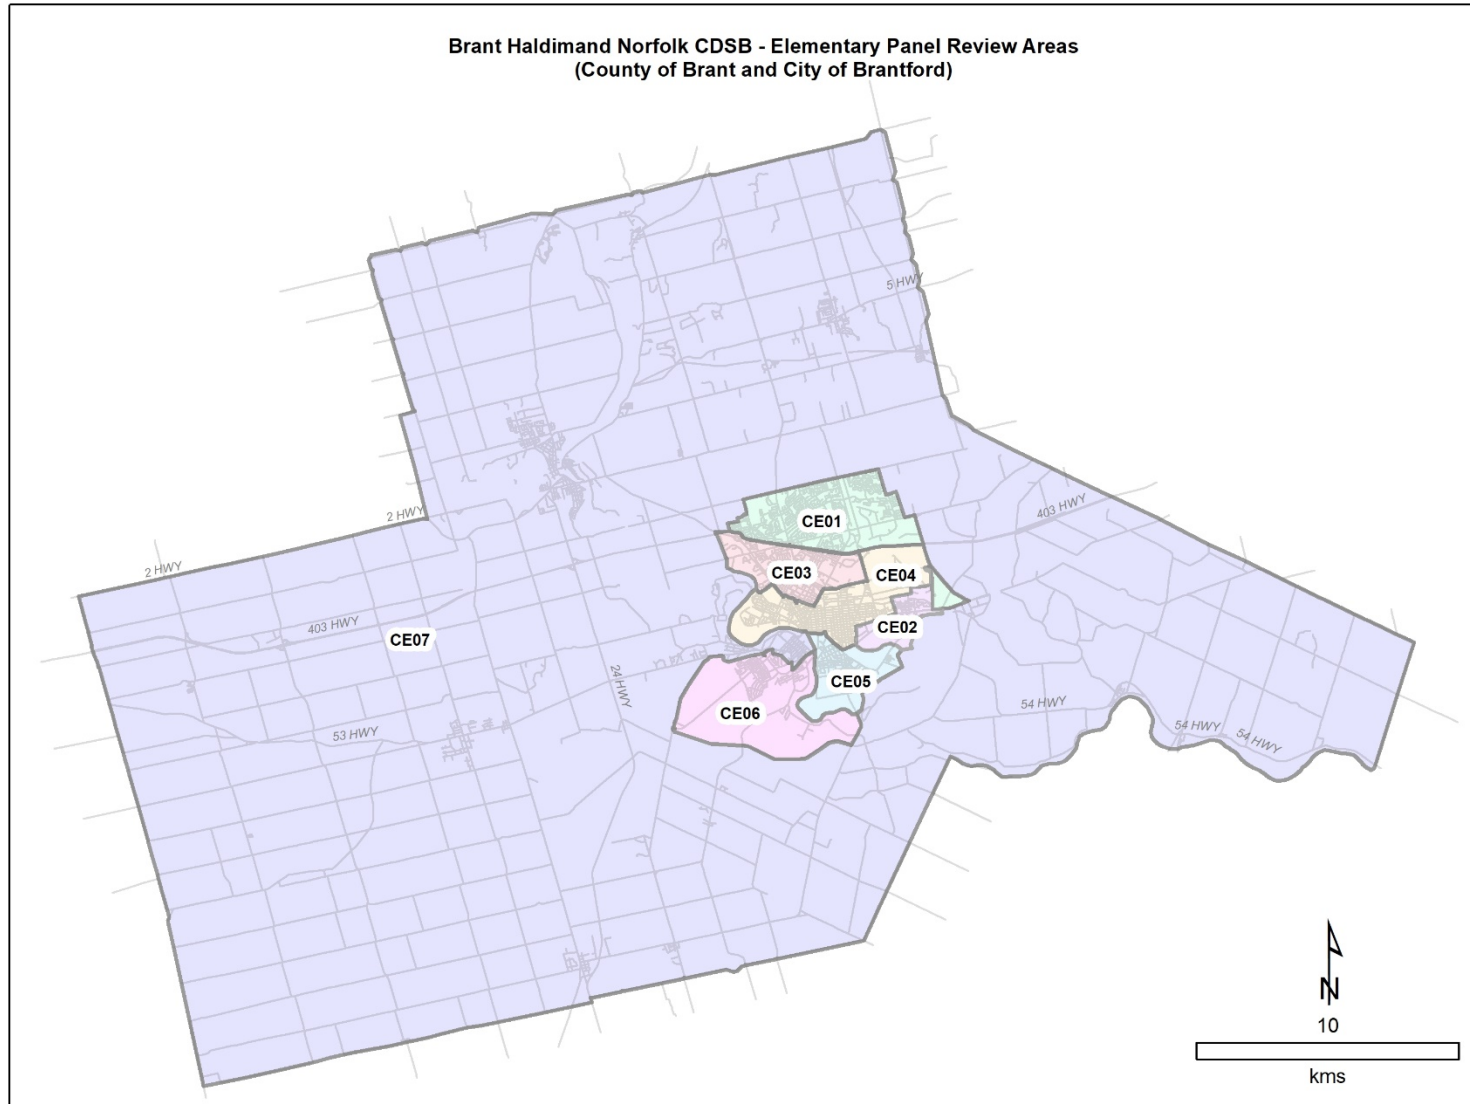 Brant Haldimand Norfolk CDSB - Elementary Panel Review Areas
(County of Brant and City of Brantford)
5 HWY
2 HWY
403 HWY
CE01
2 HWY
CE03
CE04
403 HWY
CE07
CE02
24 HWY
CE05
CE06
54 HWY
54 HWY
54 HWY
53 HWY
N
10
kms